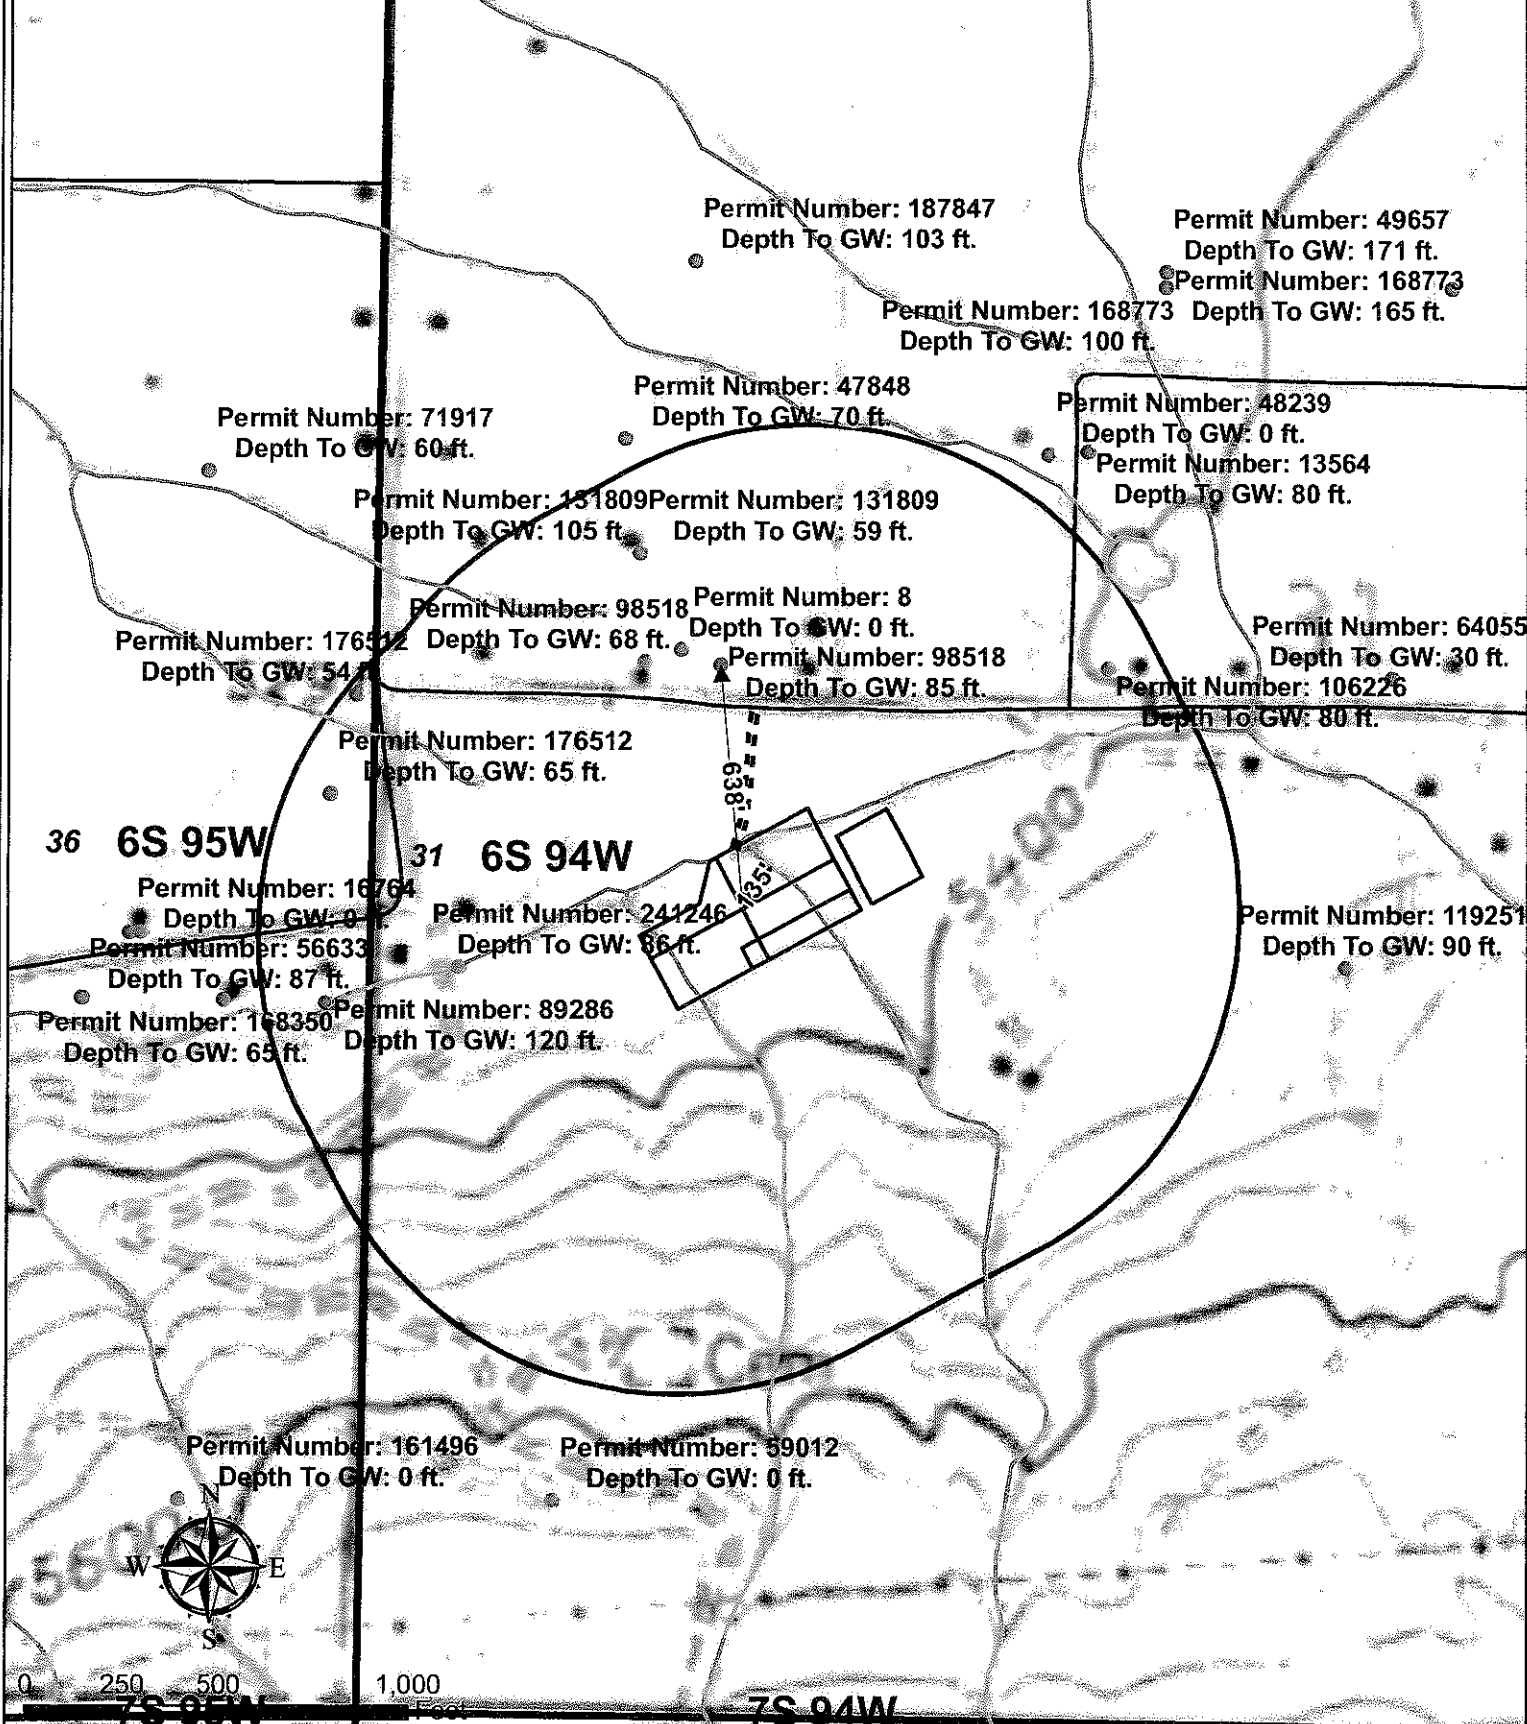 Permit Number: 187847
Depth To GW: 103 ft.
Permit Number: 49657
Depth To GW: 171 ft.
Permit Number: 168773
Depth To GW: 165 ft.
Permit Number: 168773
Depth To GW: 100 ft.
Permit Number: 47848
Depth To GW: 70 ft.
Permit Number: 48239
Depth To GW: 0 ft.
Permit Number: 13564
Depth To GW: 80 ft.
Permit Number: 71917
Depth To GW: 60 ft.
Permit Number: 131809
Depth To GW: 105 ft.
Permit Number: 131809
Depth To GW: 59 ft.
Permit Number: 8
Depth To GW: 0 ft.
Permit Number: 98518
Depth To GW: 68 ft.
Permit Number: 98518
Depth To GW: 85 ft.
Permit Number: 176512
Depth To GW: 54 ft.
Permit Number: 64055
Depth To GW: 30 ft.
Permit Number: 106226
Depth To GW: 80 ft.
Permit Number: 176512
Depth To GW: 65 ft.
638'
36 6S 95W 31 6S 94W
5400
135'
Permit Number: 16764
Depth To GW: 0 ft.
Permit Number: 241246
Depth To GW: 86 ft.
Permit Number: 119251
Depth To GW: 90 ft.
Permit Number: 56633
Depth To GW: 87 ft.
Permit Number: 168350
Depth To GW: 65 ft.
Permit Number: 89286
Depth To GW: 120 ft.
Permit Number: 161496
Depth To GW: 0 ft.
Permit Number: 59012
Depth To GW: 0 ft.
N
5600
W E
S
0 250 500 1,000
Feet
7S 95W 7S 94W